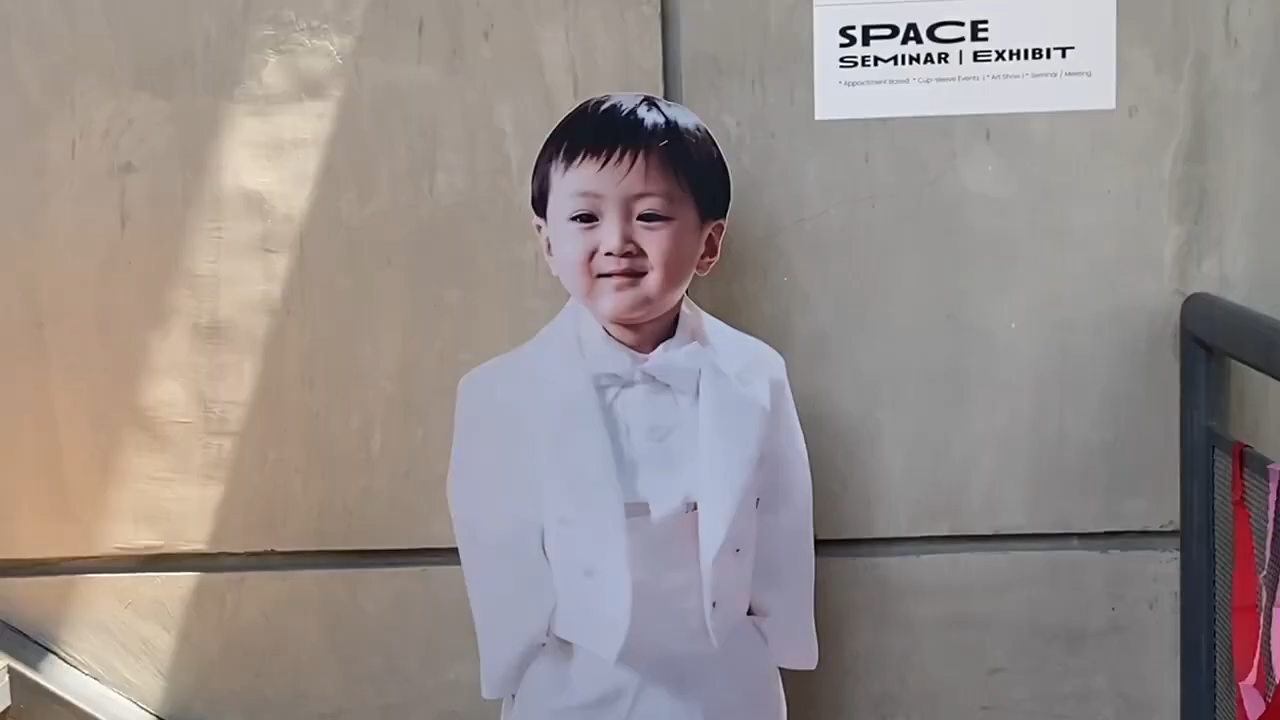 SPACE
SEMINAR | EXHIBIT
* Appointment Based * Cup-sleeve Events | * Art Show | * Seminar / Meeting